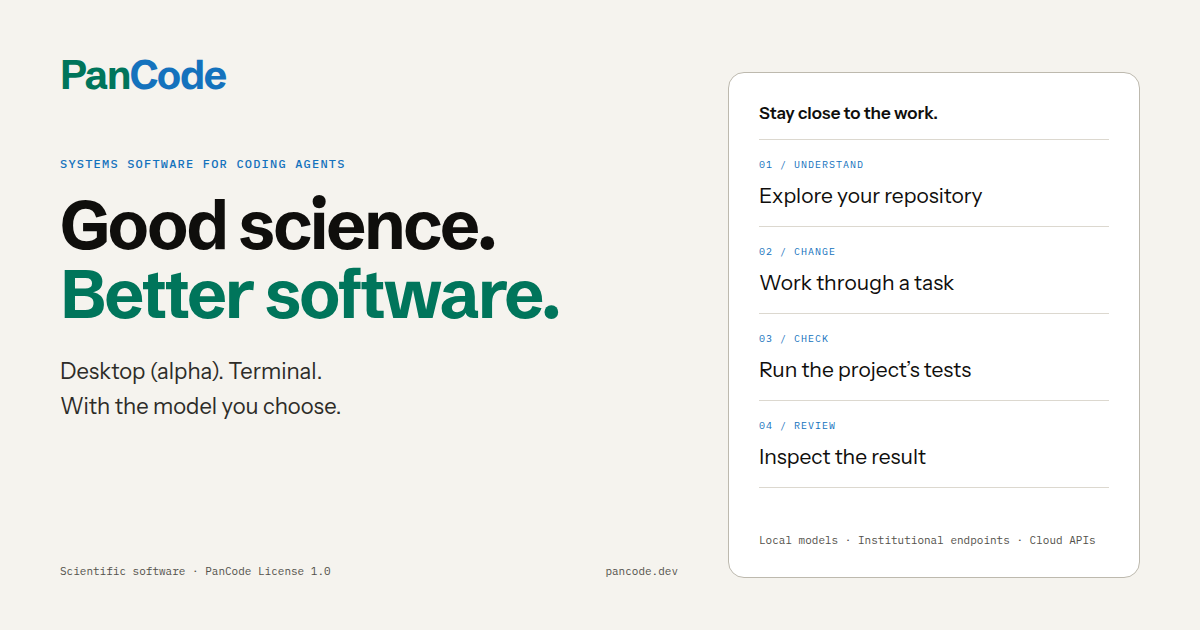 PanCode
SYSTEMS SOFTWARE FOR CODING AGENTS
Good science.
Better software.
Desktop (alpha). Terminal.
With the model you choose.
Scientific software · PanCode License 1.0
pancode.dev
Stay close to the work.
01 / UNDERSTAND
Explore your repository
02 / CHANGE
Work through a task
03 / CHECK
Run the project’s tests
04 / REVIEW
Inspect the result
Local models · Institutional endpoints · Cloud APIs